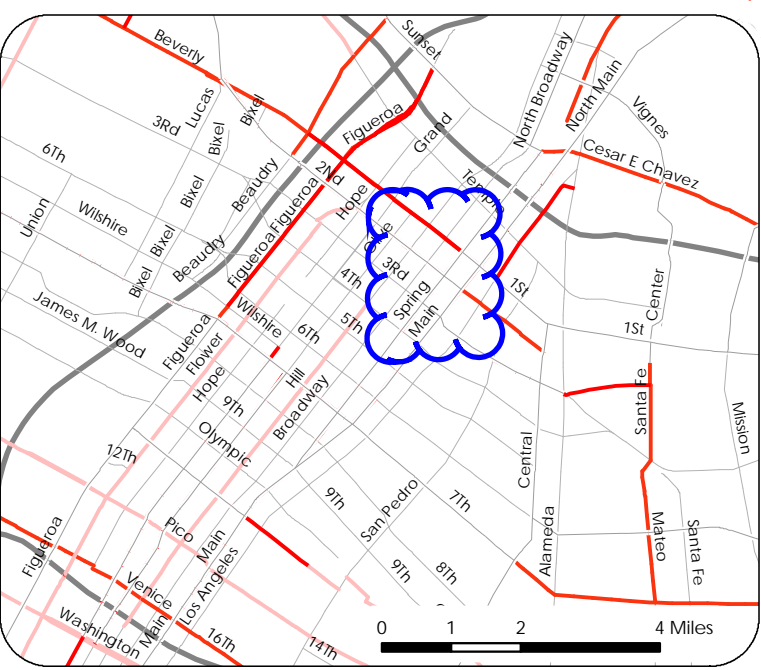 Sunset
Beverly
North Broadway
North Main
Lucas
Bixel
Vignes
Figueroa
3Rd
Bixel
Grand
Cesar E Chavez
6Th
2Nd
Temple
Beaudry
Bixel
Hope
Figueroa
Union
Wilshire
Olive
Bixel
Beaudry
Figueroa
3Rd
4Th
Bixel
1St
Center
Spring
Main
James M. Wood
Wilshire
5Th
6Th
1St
Figueroa
Flower
Hope
Hill
Santa Fe
9Th
Broadway
Mission
Olympic
12Th
Central
9Th
7Th
San Pedro
Pico
Main
Figueroa
Alameda
Mateo
Santa Fe
Los Angeles
9Th
8Th
Venice
Main
Washington
16Th
14Th
0 1 2 4 Miles